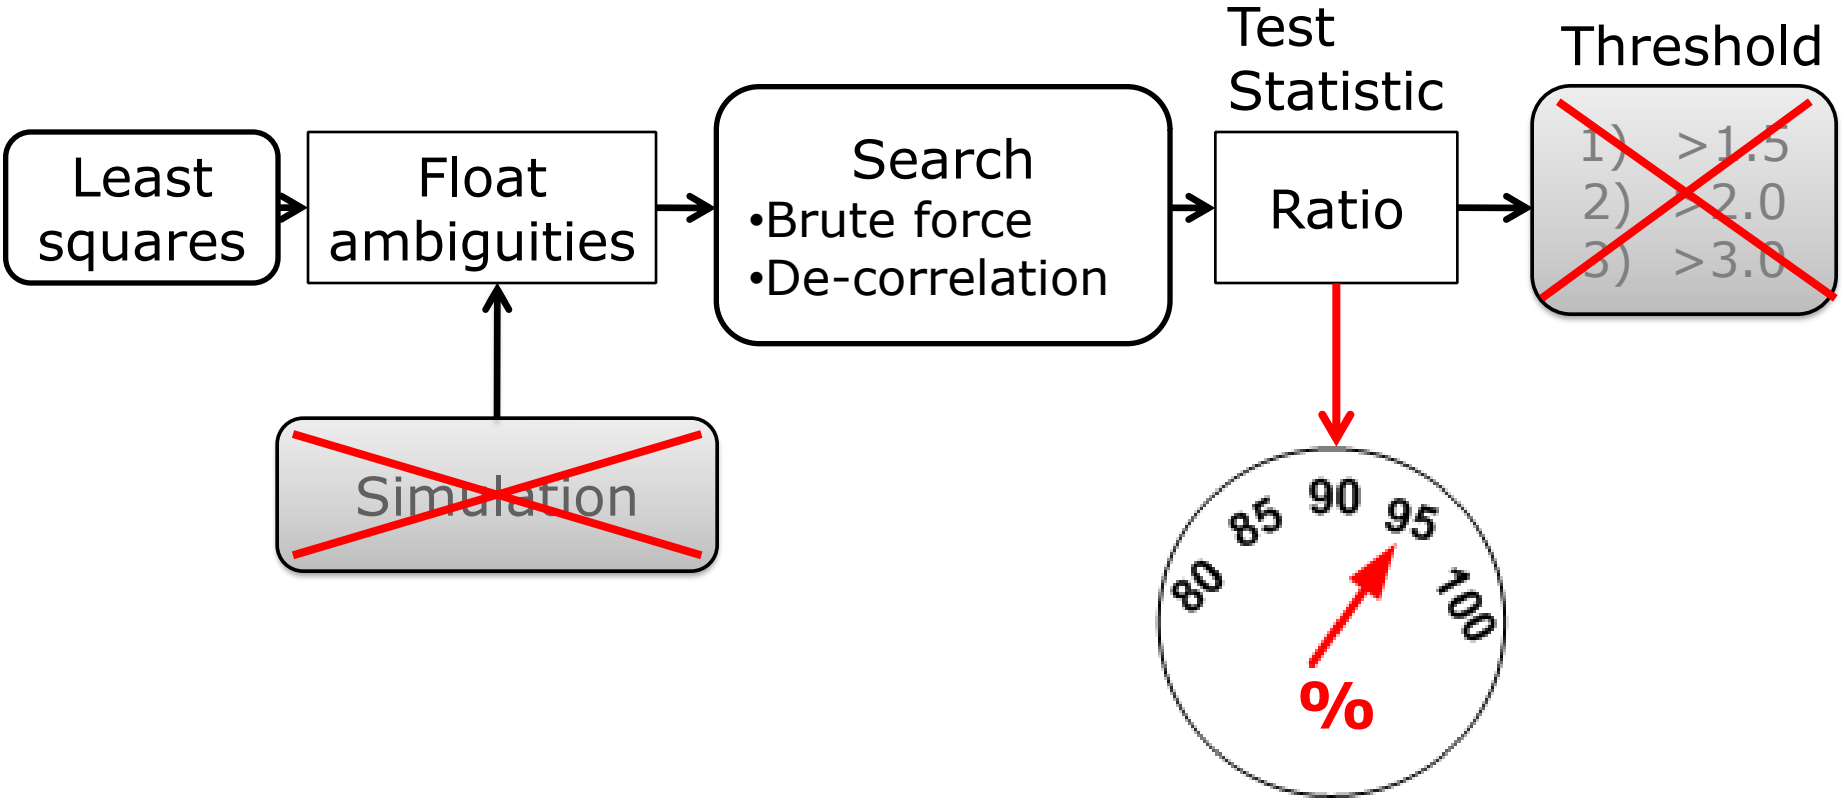 Least
squares
Float
ambiguities
Search
•Brute force
•De-correlation
Test
Statistic
Ratio
Threshold
1) >1.5
2) >2.0
3) >3.0
Simulation
80
85
90
95
100
%